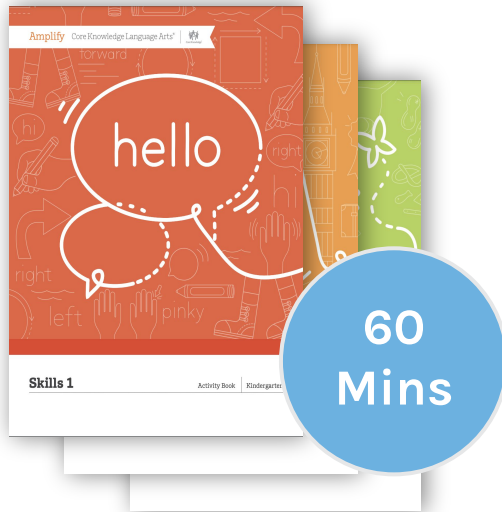 Amplify Core Knowledge Language Arts®
forward
hi
hello
right
hi
right
left
pinky
60
Mins
Skills 1
Activity Book Kindergarten